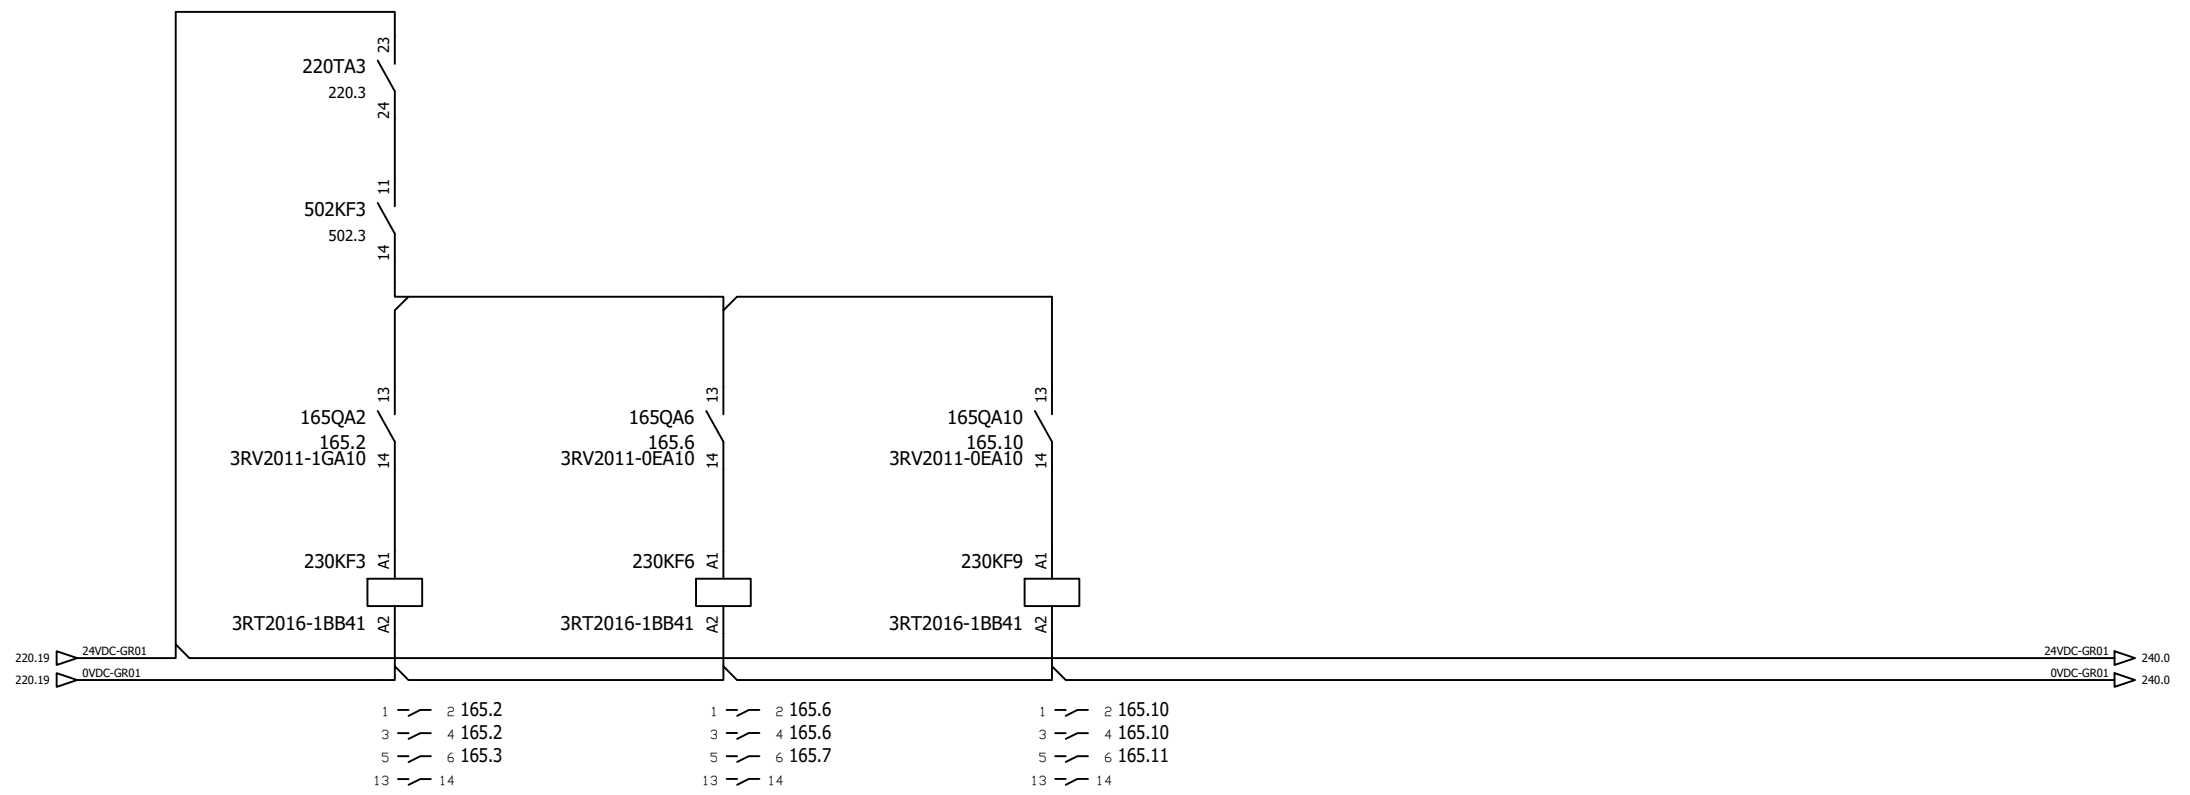 23
220TA3
220.3
24
11
502KF3
502.3
14
13
165QA2
165.2
3RV2011-1GA10
14
13
165QA6
165.6
3RV2011-0EA10
14
13
165QA10
165.10
3RV2011-0EA10
14
230KF3 A1
3RT2016-1BB41 A2
230KF6 A1
3RT2016-1BB41 A2
230KF9 A1
3RT2016-1BB41 A2
220.19 24VDC-GR01
24VDC-GR01 240.0
220.19 0VDC-GR01
0VDC-GR01 240.0
1 2 165.2
3 4 165.2
5 6 165.3
13 14
1 2 165.6
3 4 165.6
5 6 165.7
13 14
1 2 165.10
3 4 165.10
5 6 165.11
13 14